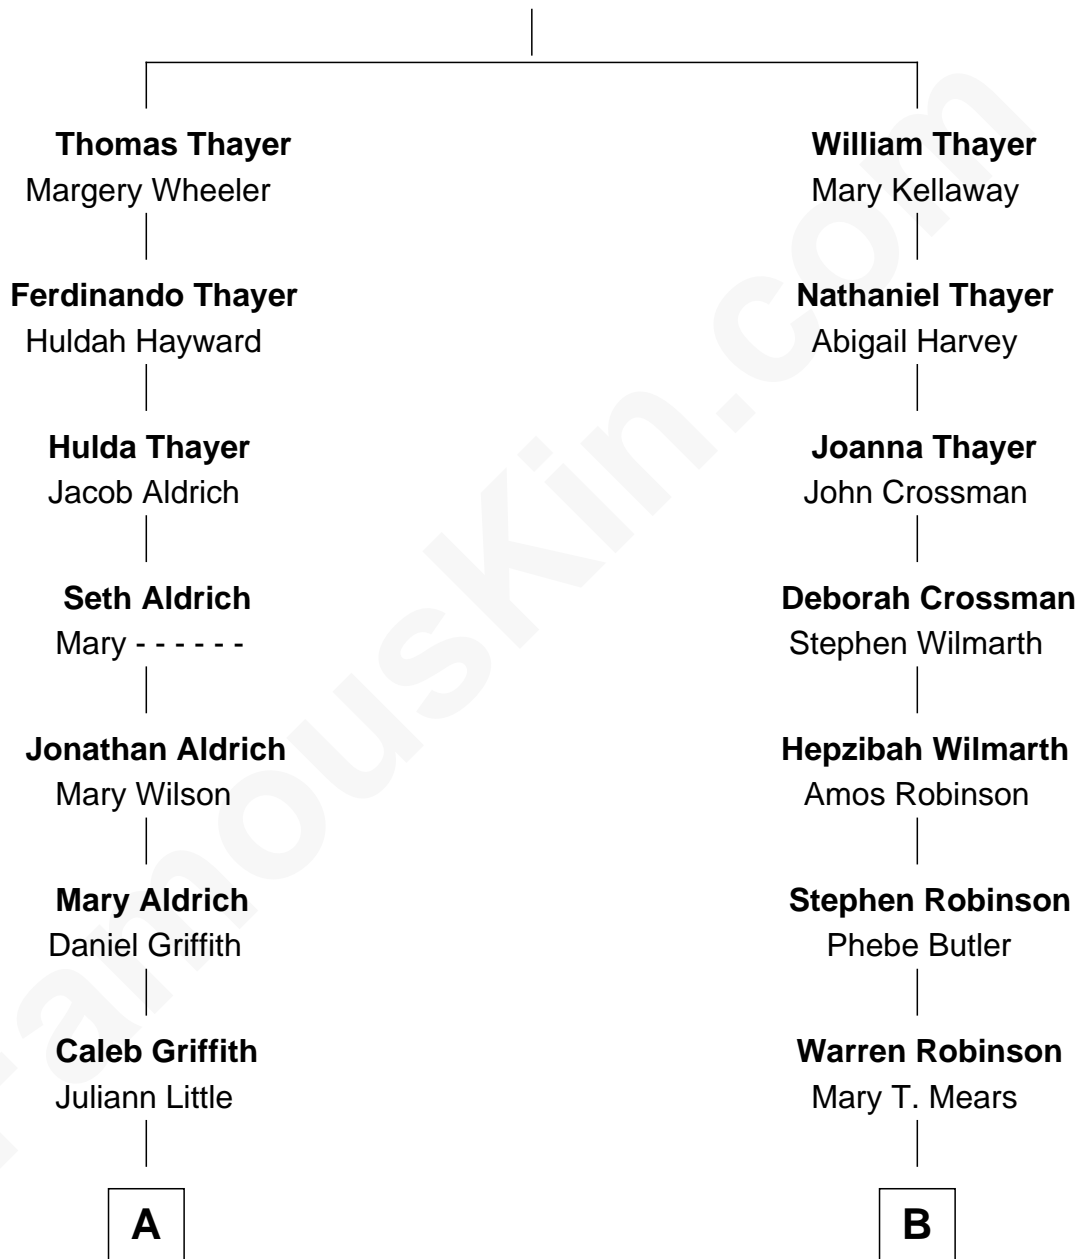 Thomas Thayer
Margery Wheeler
Ferdinando Thayer
Huldah Hayward
Hulda Thayer
Jacob Aldrich
Seth Aldrich
Mary - - - - - -
Jonathan Aldrich
Mary Wilson
Mary Aldrich
Daniel Griffith
Caleb Griffith
Juliann Little
A
William Thayer
Mary Kellaway
Nathaniel Thayer
Abigail Harvey
Joanna Thayer
John Crossman
Deborah Crossman
Stephen Wilmarth
Hepzibah Wilmarth
Amos Robinson
Stephen Robinson
Phebe Butler
Warren Robinson
Mary T. Mears
B
FamousKin.com